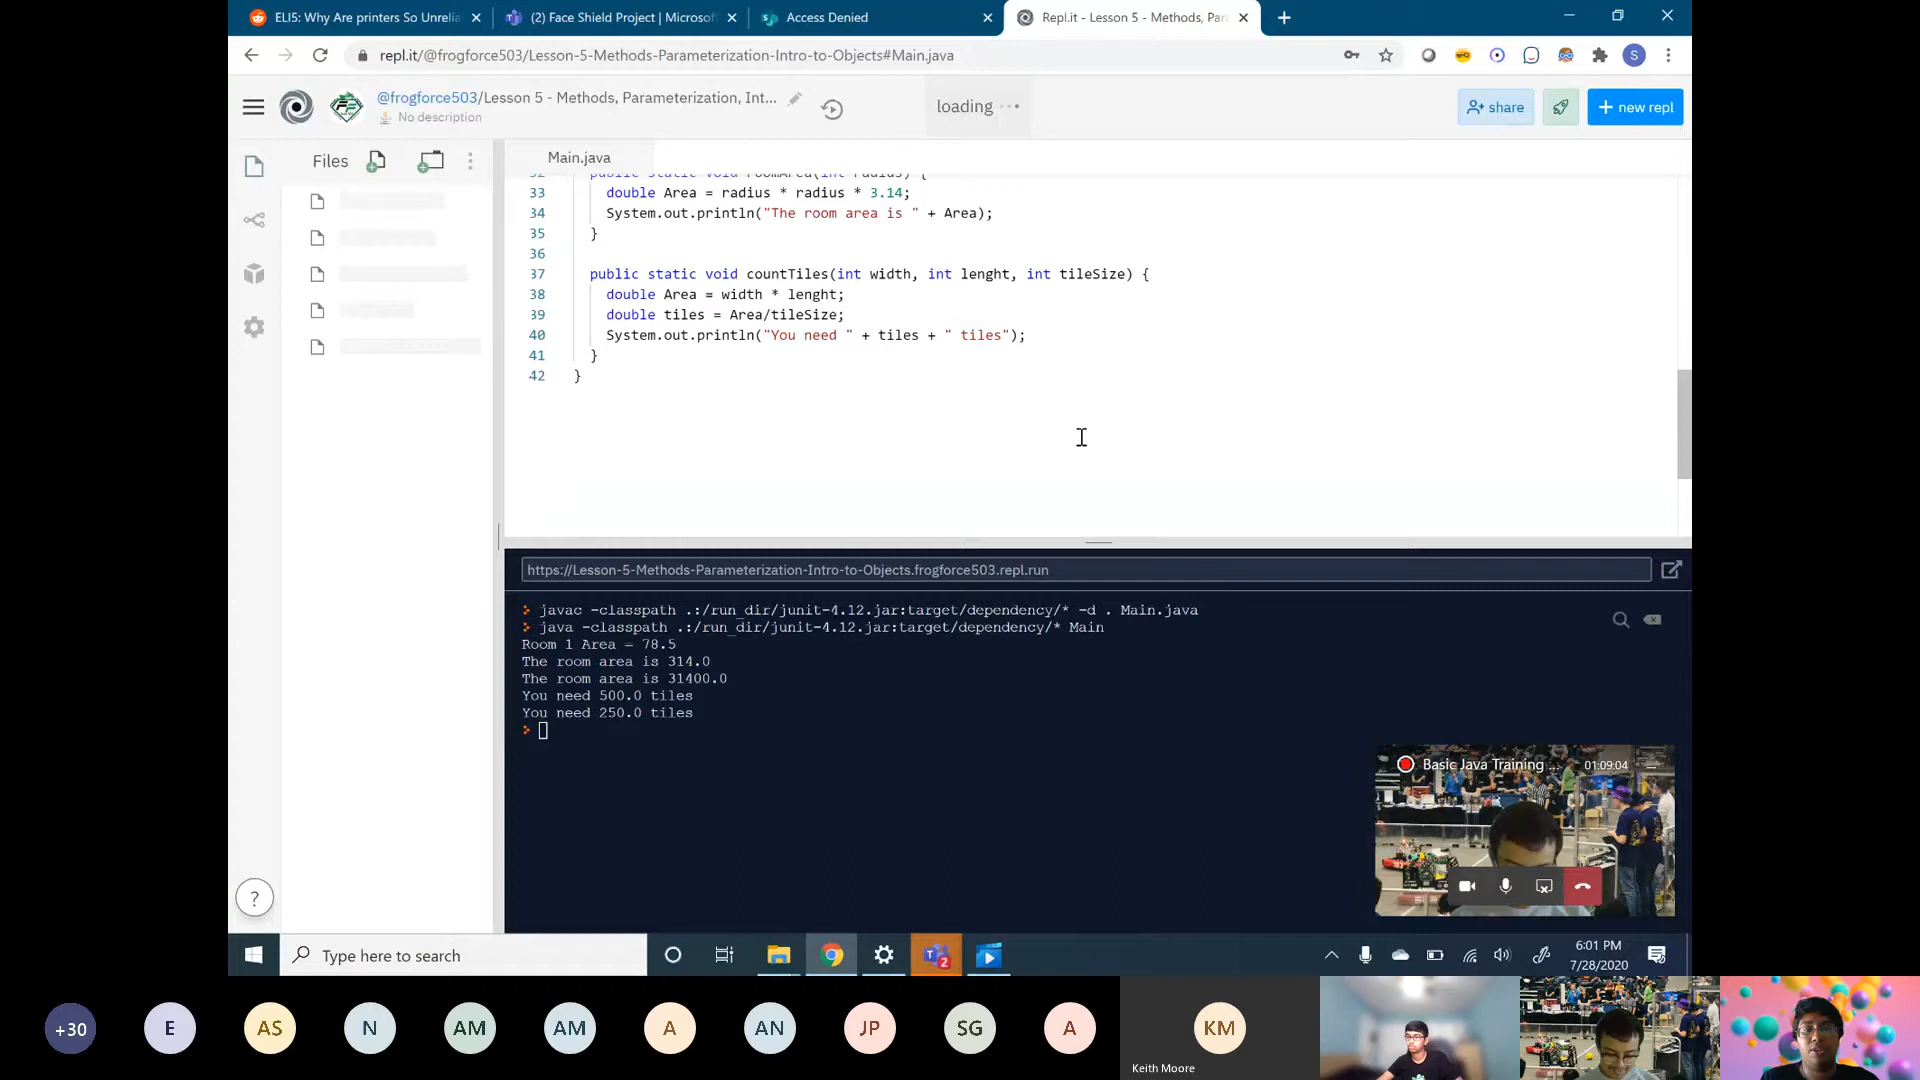 ELI5: Why Are printers So Unrelia
(2) Face Shield Project | Microsof
Access Denied
Repl.it - Lesson 5 - Methods, Par
repl.it/@frogforce503/Lesson-5-Methods-Parameterization-Intro-to-Objects#Main.java
S
@frogforce503/Lesson 5 - Methods, Parameterization, Int...
No description
loading
share
+ new repl
Files
Main.java
32 public static void roomArea(int radius) {
33 double Area = radius * radius * 3.14;
34 System.out.println("The room area is " + Area);
35 }
36
37 public static void countTiles(int width, int lenght, int tileSize) {
38 double Area = width * lenght;
39 double tiles = Area/tileSize;
40 System.out.println("You need " + tiles + " tiles");
41 }
42 }
https://Lesson-5-Methods-Parameterization-Intro-to-Objects.frogforce503.repl.run
> javac -classpath .:/run_dir/junit-4.12.jar:target/dependency/* -d . Main.java
> java -classpath .:/run_dir/junit-4.12.jar:target/dependency/* Main
Room 1 Area = 78.5
The room area is 314.0
The room area is 31400.0
You need 500.0 tiles
You need 250.0 tiles
>
Basic Java Training ...
01:09:04
?
Type here to search
2
6:01 PM
7/28/2020
+30
E
AS
N
AM
AM
A
AN
JP
SG
A
KM
Keith Moore